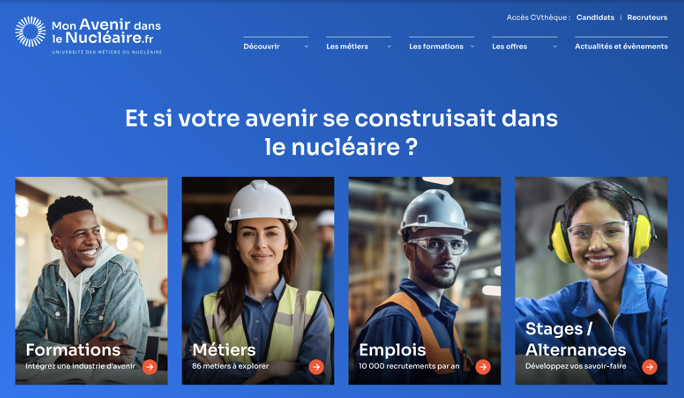 Accès CVthèque : Candidats | Recruteurs
Mon Avenir dans
le Nucléaire.fr
UNIVERSITÉ DES MÉTIERS DU NUCLÉAIRE
Découvrir
Les métiers
Les formations
Les offres
Actualités et évènements
Et si votre avenir se construisait dans
le nucléaire ?
Formations
Intégrez une industrie d'avenir
Métiers
86 metiers à explorer
Emplois
10 000 recrutements par an
Stages /
Alternances
Développez vos savoir-faire